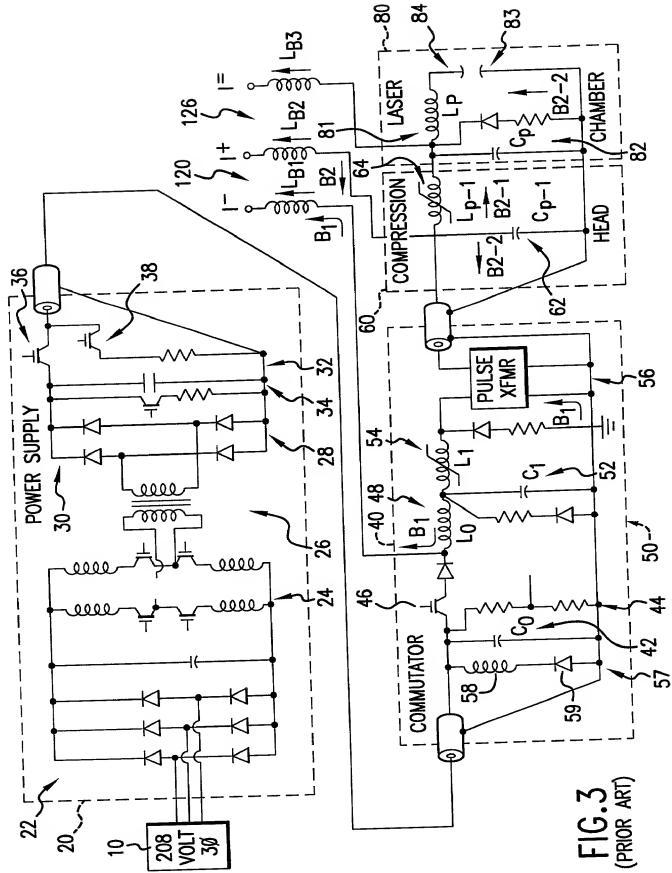 POWER SUPPLY
22
20
10
208
VOLT
3Ø
24
26
30
28
34
32
36
38
COMMUTATOR
46
40
48
54
B1
L0
L1
C0
C1
58
59
57
42
44
52
50
56
PULSE
XFMR
B1
60
62
64
COMPRESSION
HEAD
Lp-1
B2-1
B2-2
Cp-1
120
126
I-
I+
I=
B1
B2
LB1
LB2
LB3
80
81
82
83
84
LASER
CHAMBER
Lp
Cp
B2-2
FIG.3
(PRIOR ART)